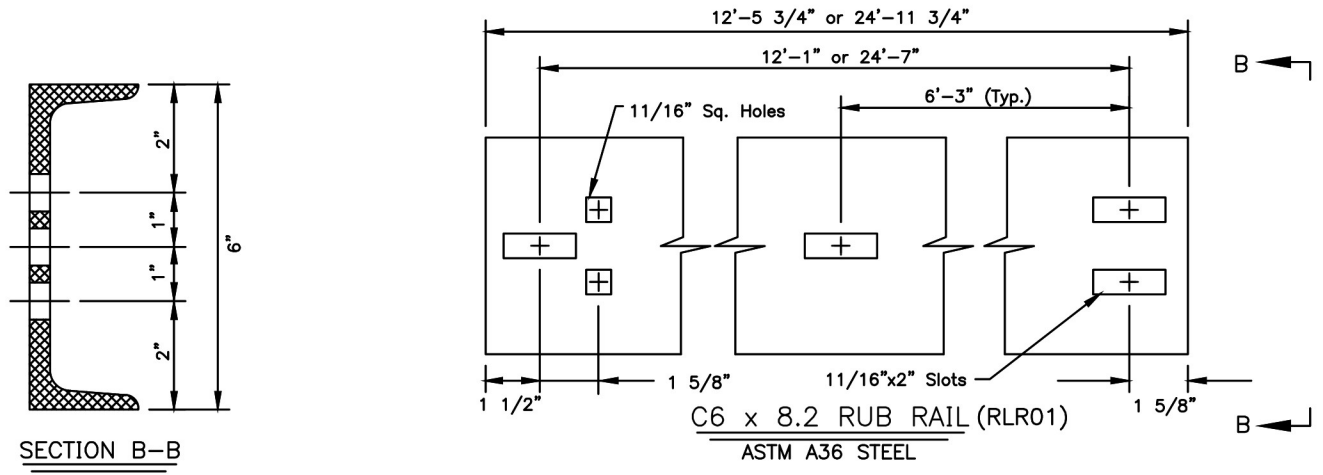 12'-5 3/4" or 24'-11 3/4"
12'-1" or 24'-7"
B
6'-3" (Typ.)
11/16" Sq. Holes
2"
1"
6"
1"
2"
1 5/8"
11/16"x2" Slots
1 1/2"
1 5/8"
C6 x 8.2 RUB RAIL (RLR01)
B
SECTION B-B
ASTM A36 STEEL